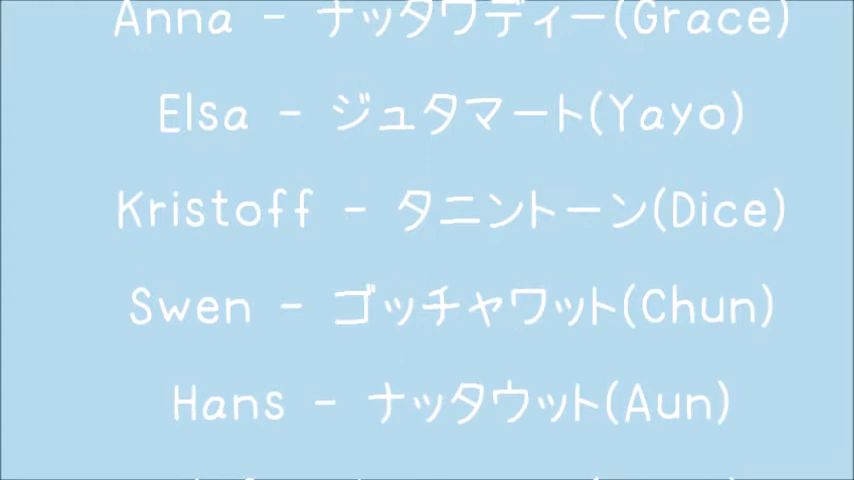 Anna - ナッタワディー(Grace)
Elsa - ジュタマート(Yayo)
Kristoff - タニントーン(Dice)
Swen - ゴッチャワット(Chun)
Hans - ナッタウット(Aun)